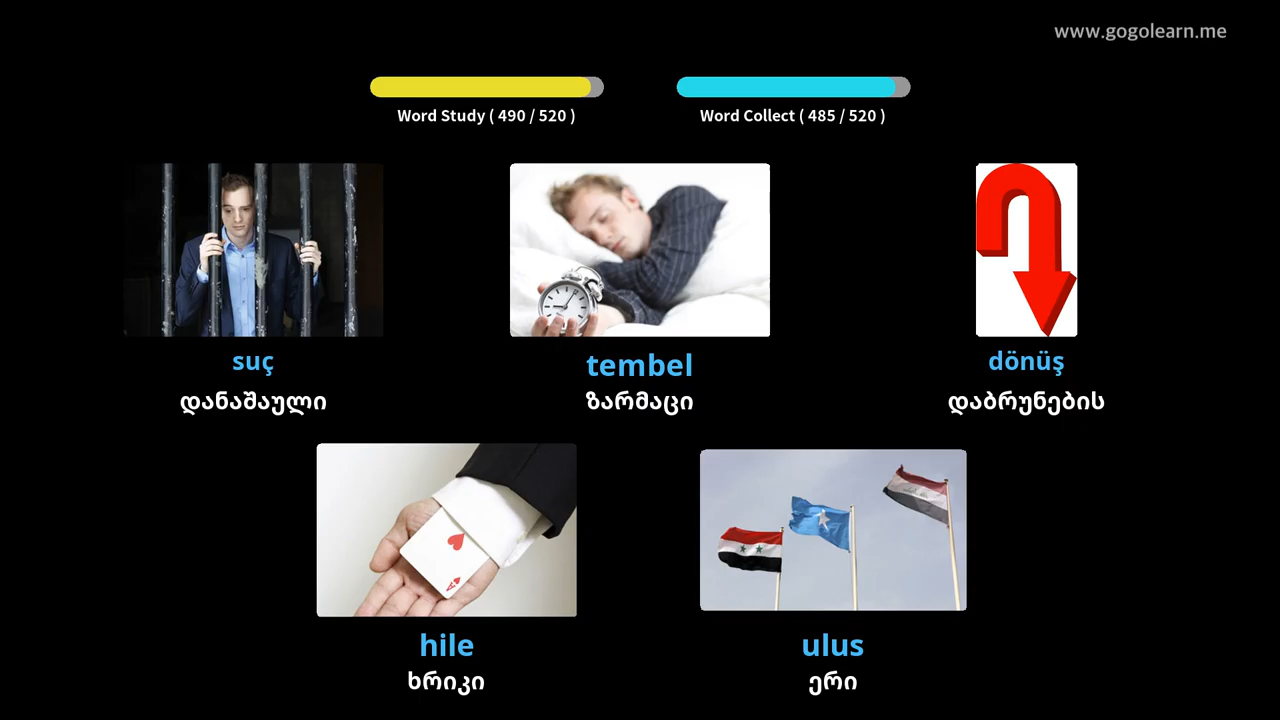 www.gogolearn.me
Word Study ( 490 / 520 )
Word Collect ( 485 / 520 )
suç
დანაშაული
tembel
ზარმაცი
dönüş
დაბრუნების
hile
ხრიკი
ulus
ერი